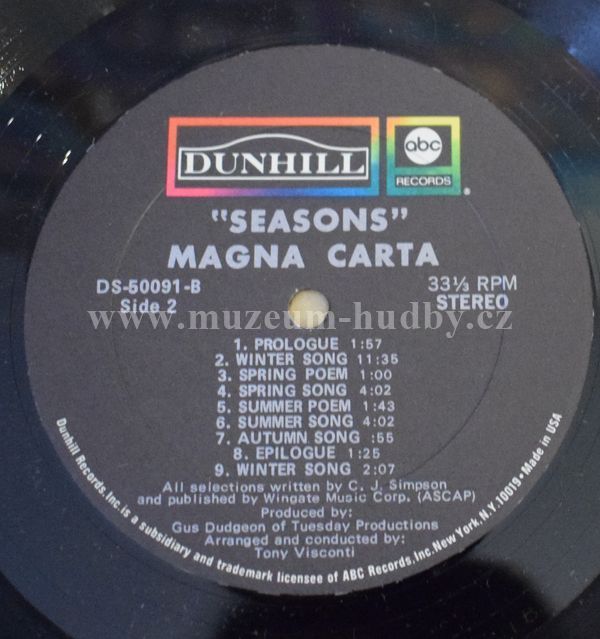 DUNHILL
abc
RECORDS
®
"SEASONS"
MAGNA CARTA
DS-50091-B
Side 2
33⅓ RPM
STEREO
www.muzeum-hudby.cz
1. PROLOGUE 1:57
2. WINTER SONG 11:35
3. SPRING POEM 1:00
4. SPRING SONG 4:02
5. SUMMER POEM 1:43
6. SUMMER SONG 4:02
7. AUTUMN SONG :55
8. EPILOGUE 1:25
9. WINTER SONG 2:07
All selections written by C. J. Simpson
and published by Wingate Music Corp. (ASCAP)
Produced by:
Gus Dudgeon of Tuesday Productions
Arranged and conducted by:
Tony Visconti
Dunhill Records, Inc. is a subsidiary and trademark licensee of ABC Records, Inc. New York, N.Y. 10019 • Made in USA